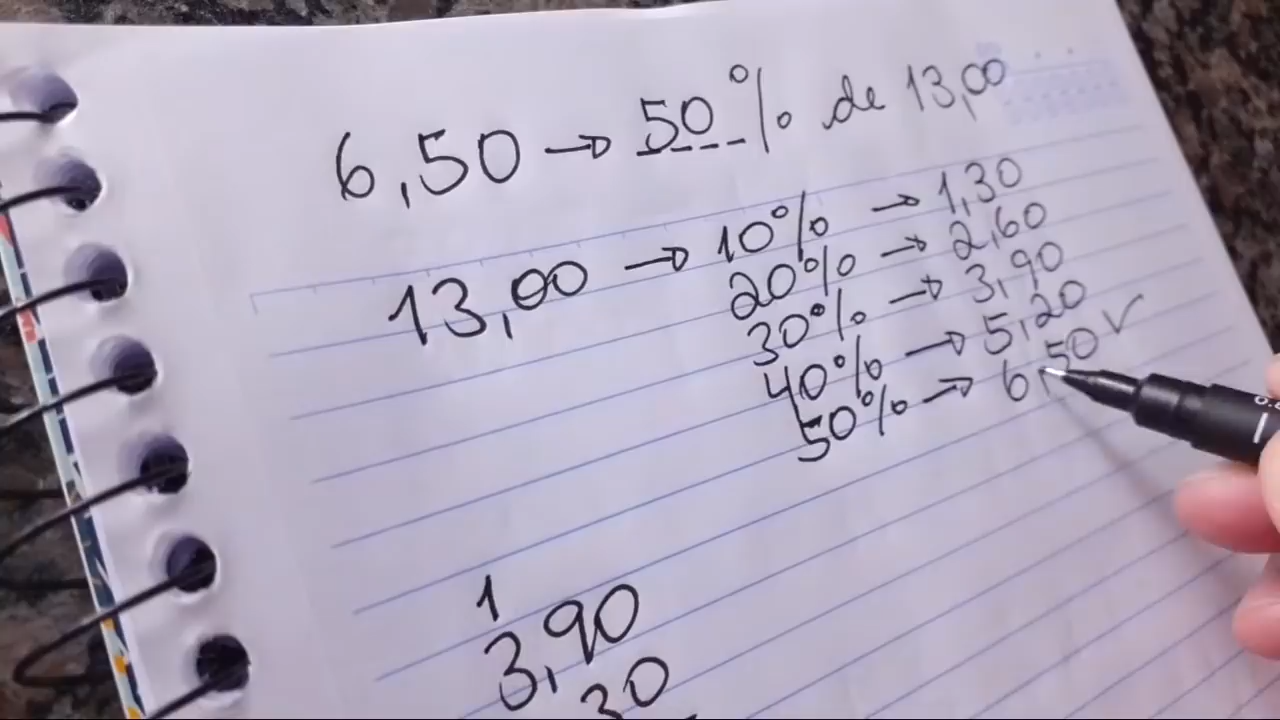 6,50 → 50% de 13,00
13,00 → 10% → 1,30
20% → 2,60
30% → 3,90
40% → 5,20
50% → 6,50 ✓
1
3,90
30